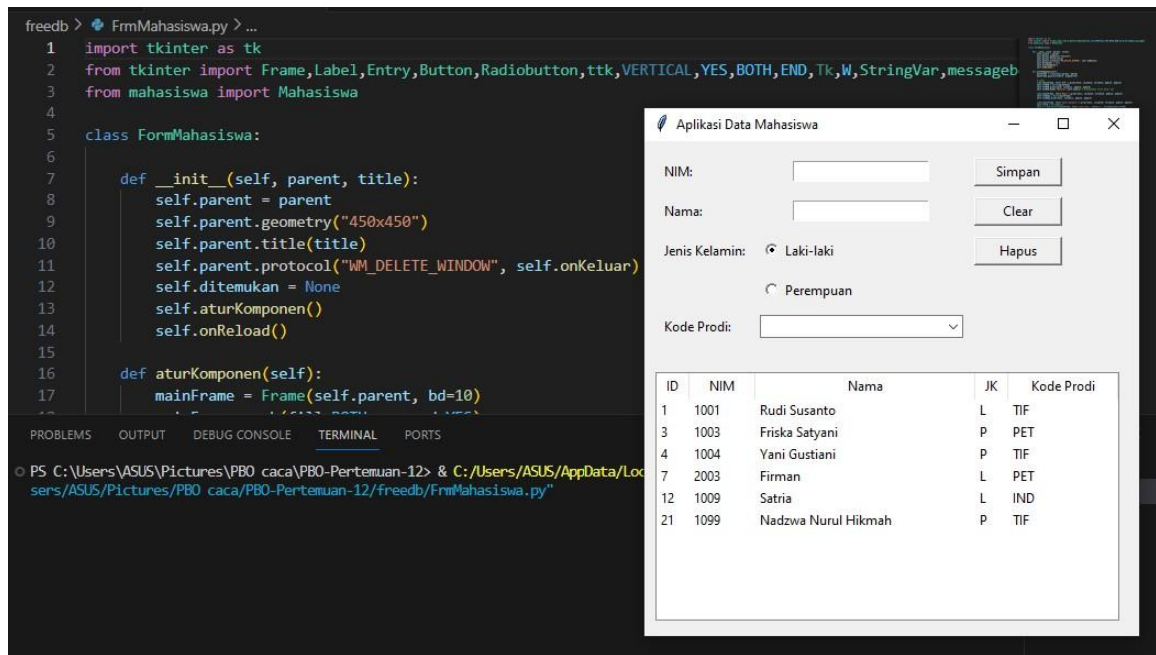 freedb > FrmMahasiswa.py > ...
1 import tkinter as tk
2 from tkinter import Frame,Label,Entry,Button,Radiobutton,ttk,VERTICAL,YES,BOTH,END,Tk,W,StringVar,messageb
3 from mahasiswa import Mahasiswa
4
5 class FormMahasiswa:
6
7 def __init__(self, parent, title):
8 self.parent = parent
9 self.parent.geometry("450x450")
10 self.parent.title(title)
11 self.parent.protocol("WM_DELETE_WINDOW", self.onKeluar)
12 self.ditemukan = None
13 self.aturKomponen()
14 self.onReload()
15
16 def aturKomponen(self):
17 mainFrame = Frame(self.parent, bd=10)
PROBLEMS OUTPUT DEBUG CONSOLE TERMINAL PORTS
PS C:\Users\ASUS\Pictures\PBO caca\PBO-Pertemuan-12> & C:/Users/ASUS/AppData/Loc
sers/ASUS/Pictures/PBO caca/PBO-Pertemuan-12/freedb/FrmMahasiswa.py"
Aplikasi Data Mahasiswa
NIM: Simpan
Nama: Clear
Jenis Kelamin: Laki-laki Hapus
Perempuan
Kode Prodi:
ID NIM Nama JK Kode Prodi
1 1001 Rudi Susanto L TIF
3 1003 Friska Satyani P PET
4 1004 Yani Gustiani P TIF
7 2003 Firman L PET
12 1009 Satria L IND
21 1099 Nadzwa Nurul Hikmah P TIF